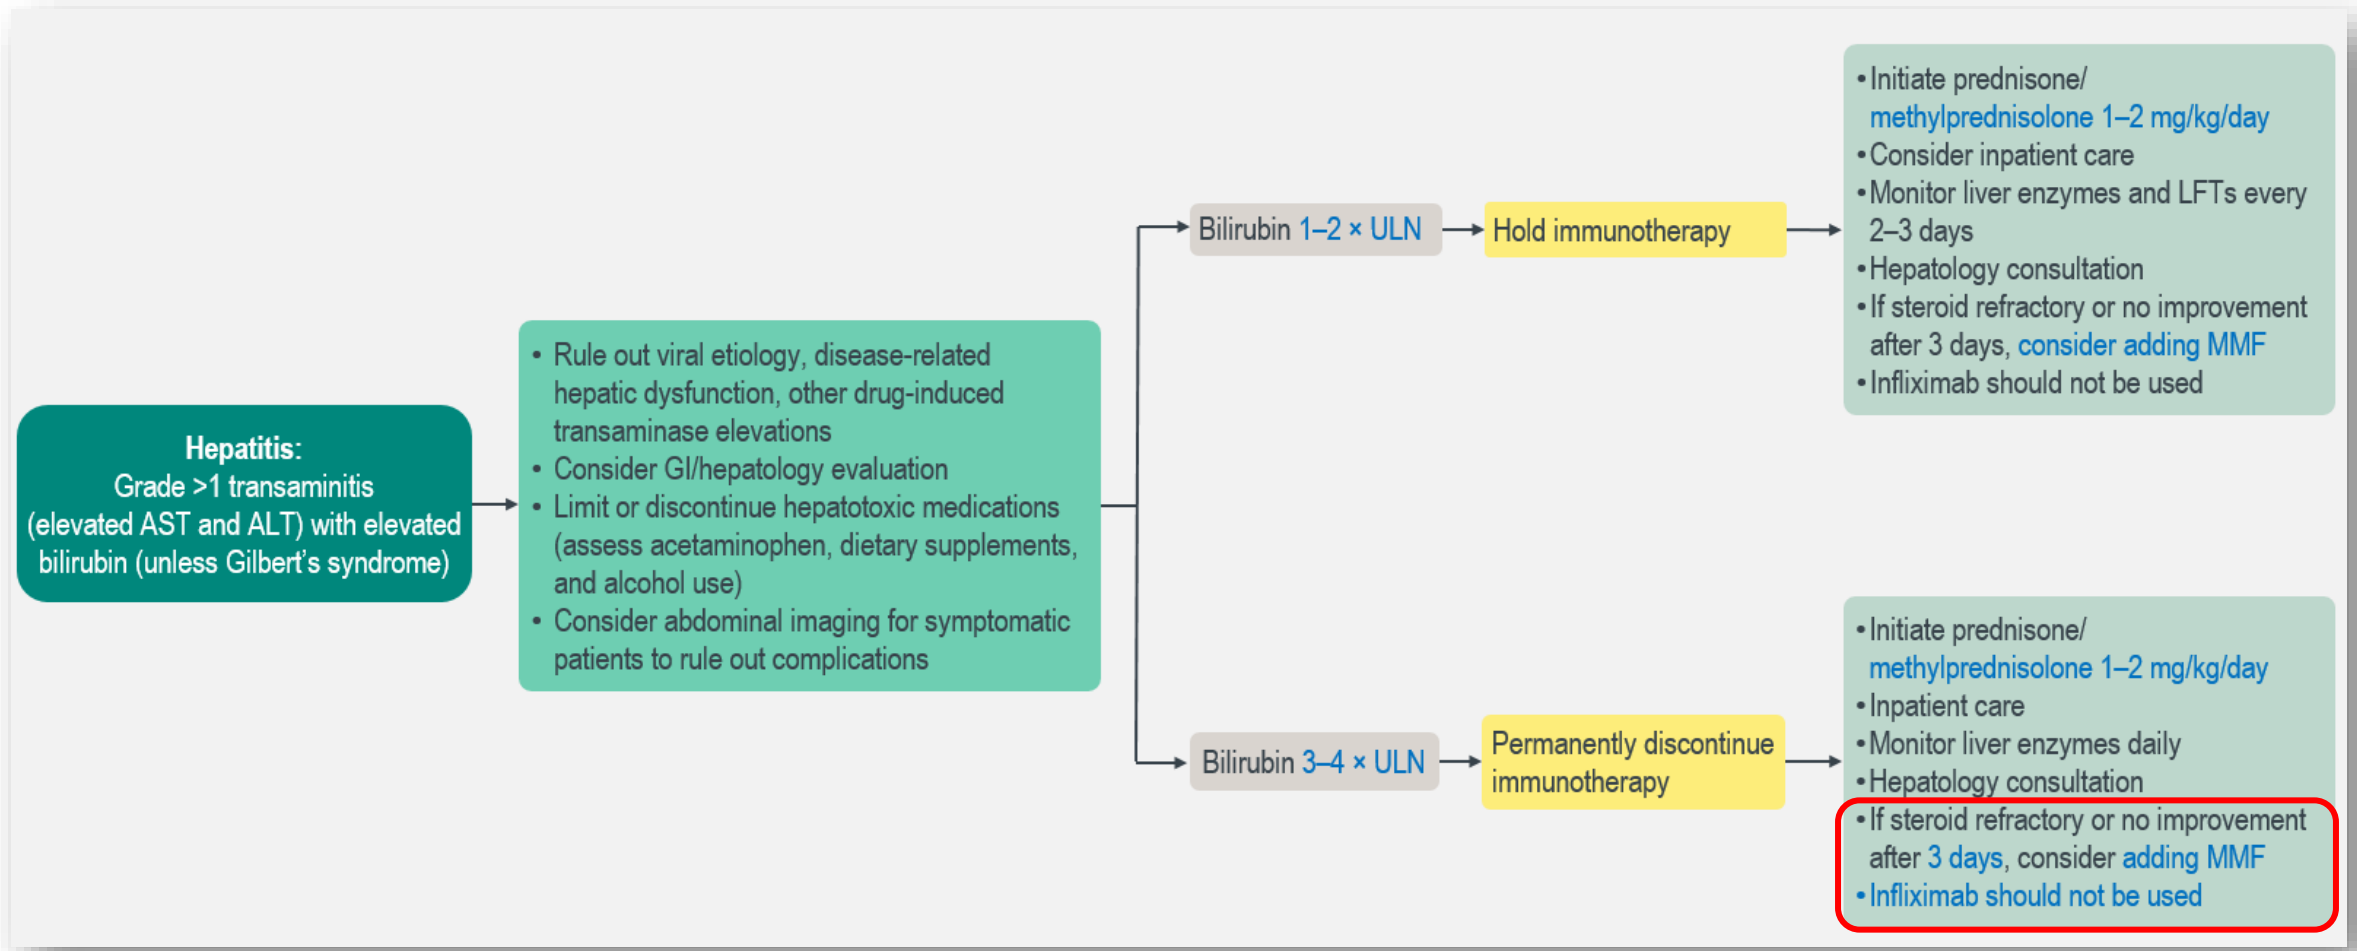 Hepatitis:
Grade >1 transaminitis
(elevated AST and ALT) with elevated
bilirubin (unless Gilbert's syndrome)
• Rule out viral etiology, disease-related
hepatic dysfunction, other drug-induced
transaminase elevations
• Consider GI/hepatology evaluation
• Limit or discontinue hepatotoxic medications
(assess acetaminophen, dietary supplements,
and alcohol use)
• Consider abdominal imaging for symptomatic
patients to rule out complications
Bilirubin 1–2 × ULN
Hold immunotherapy
• Initiate prednisone/
methylprednisolone 1–2 mg/kg/day
• Consider inpatient care
• Monitor liver enzymes and LFTs every
2–3 days
• Hepatology consultation
• If steroid refractory or no improvement
after 3 days, consider adding MMF
• Infliximab should not be used
Bilirubin 3–4 × ULN
Permanently discontinue
immunotherapy
• Initiate prednisone/
methylprednisolone 1–2 mg/kg/day
• Inpatient care
• Monitor liver enzymes daily
• Hepatology consultation
• If steroid refractory or no improvement
after 3 days, consider adding MMF
• Infliximab should not be used